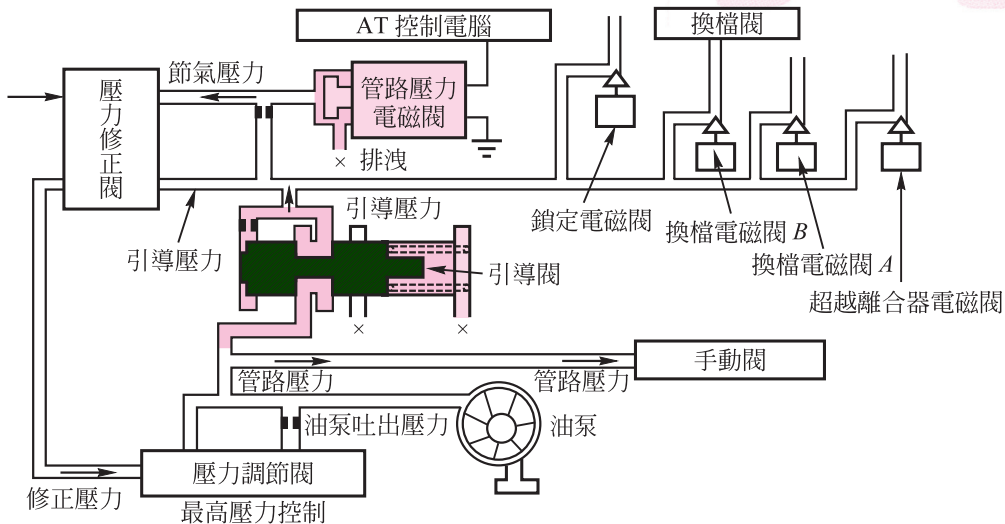 AT 控制電腦
換檔閥
節氣壓力
管路壓力
電磁閥
壓力修正閥
× 排洩
引導壓力
鎖定電磁閥
換檔電磁閥 B
引導壓力
換檔電磁閥 A
引導閥
超越離合器電磁閥
×
×
手動閥
管路壓力
管路壓力
油泵吐出壓力
油泵
壓力調節閥
修正壓力
最高壓力控制